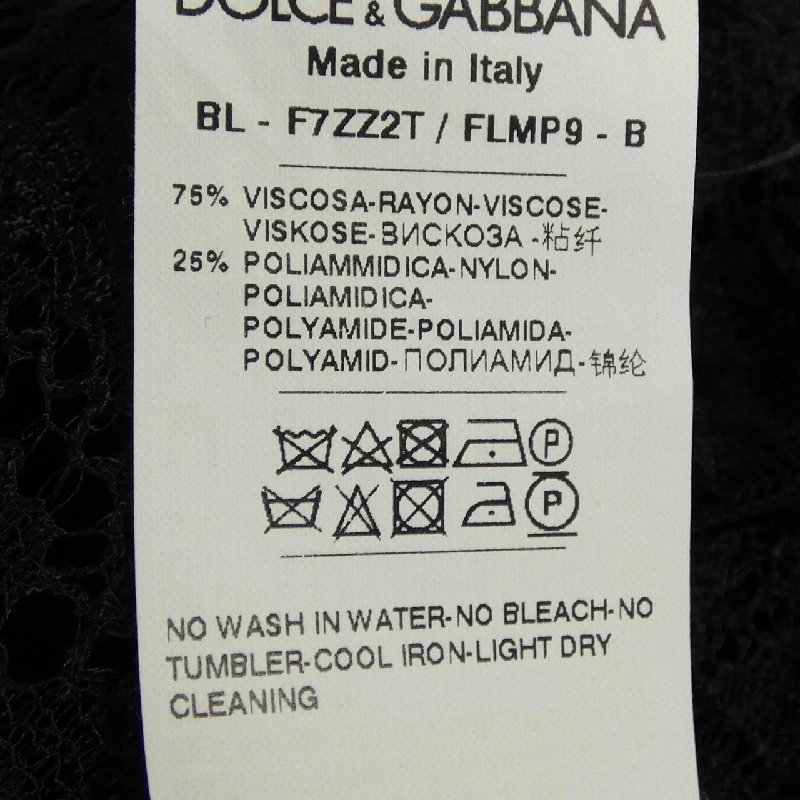 DOLCE & GABBANA
Made in Italy
BL - F7ZZ2T / FLMP9 - B
75% VISCOSA-RAYON-VISCOSE-
VISKOSE-ВИСКОЗА -粘纤
25% POLIAMMIDICA-NYLON-
POLIAMIDICA-
POLYAMIDE-POLIAMIDA-
POLYAMID-ПОЛИАМИД-锦纶
P
P
NO WASH IN WATER-NO BLEACH-NO
TUMBLER-COOL IRON-LIGHT DRY
CLEANING